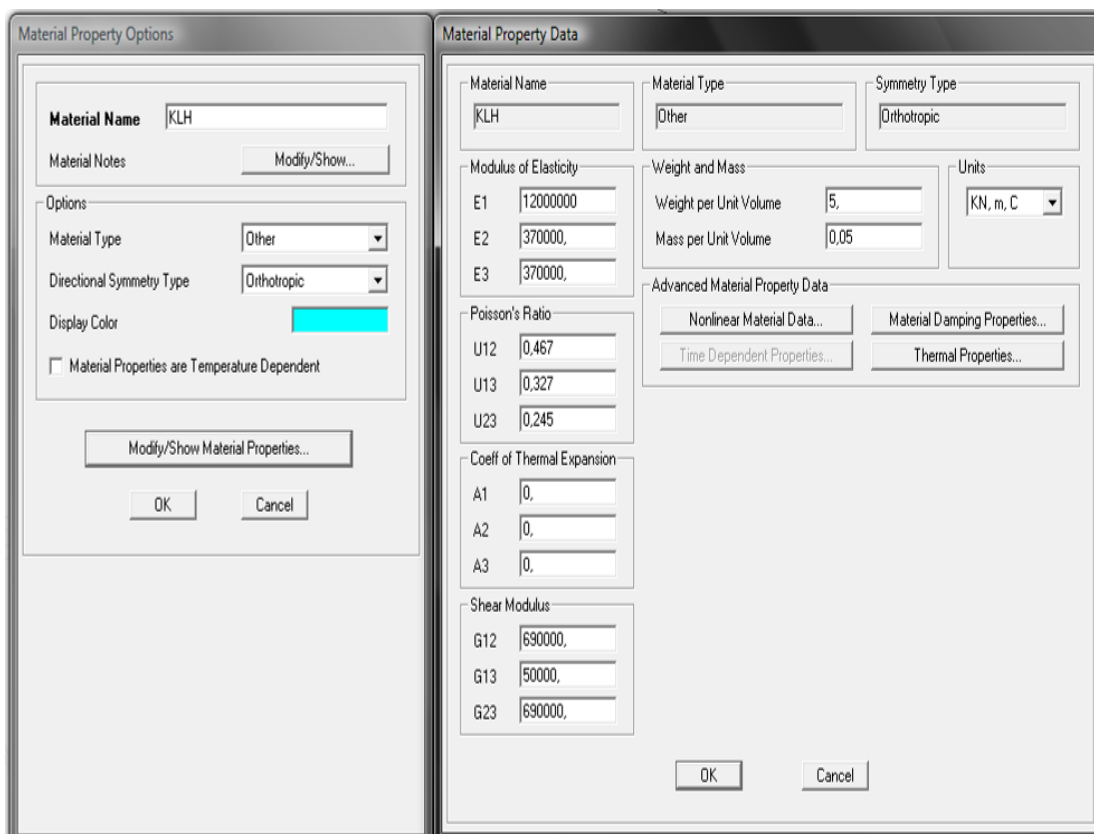 Material Property Options
Material Name KLH
Material Notes Modify/Show...
Options
Material Type Other
Directional Symmetry Type Orthotropic
Display Color
Material Properties are Temperature Dependent
Modify/Show Material Properties...
OK Cancel
Material Property Data
Material Name Material Type Symmetry Type
KLH Other Orthotropic
Modulus of Elasticity Weight and Mass Units
E1 12000000 Weight per Unit Volume 5, KN, m, C
E2 370000, Mass per Unit Volume 0,05
E3 370000,
Advanced Material Property Data
Poisson's Ratio Nonlinear Material Data... Material Damping Properties...
U12 0,467 Time Dependent Properties... Thermal Properties...
U13 0,327
U23 0,245
Coeff of Thermal Expansion
A1 0,
A2 0,
A3 0,
Shear Modulus
G12 690000,
G13 50000,
G23 690000,
OK Cancel